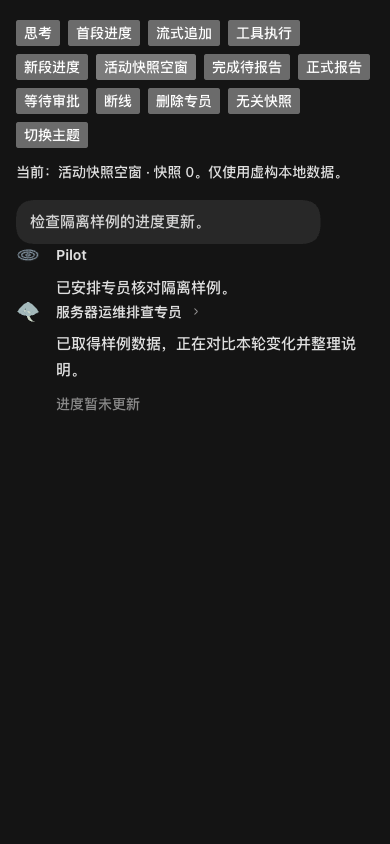 思考 首段进度 流式追加 工具执行
新段进度 活动快照空窗 完成待报告 正式报告
等待审批 断线 删除专员 无关快照
切换主题
当前：活动快照空窗 · 快照 0。仅使用虚构本地数据。
检查隔离样例的进度更新。
Pilot
已安排专员核对隔离样例。
服务器运维排查专员 ›
已取得样例数据，正在对比本轮变化并整理说
明。
进度暂未更新